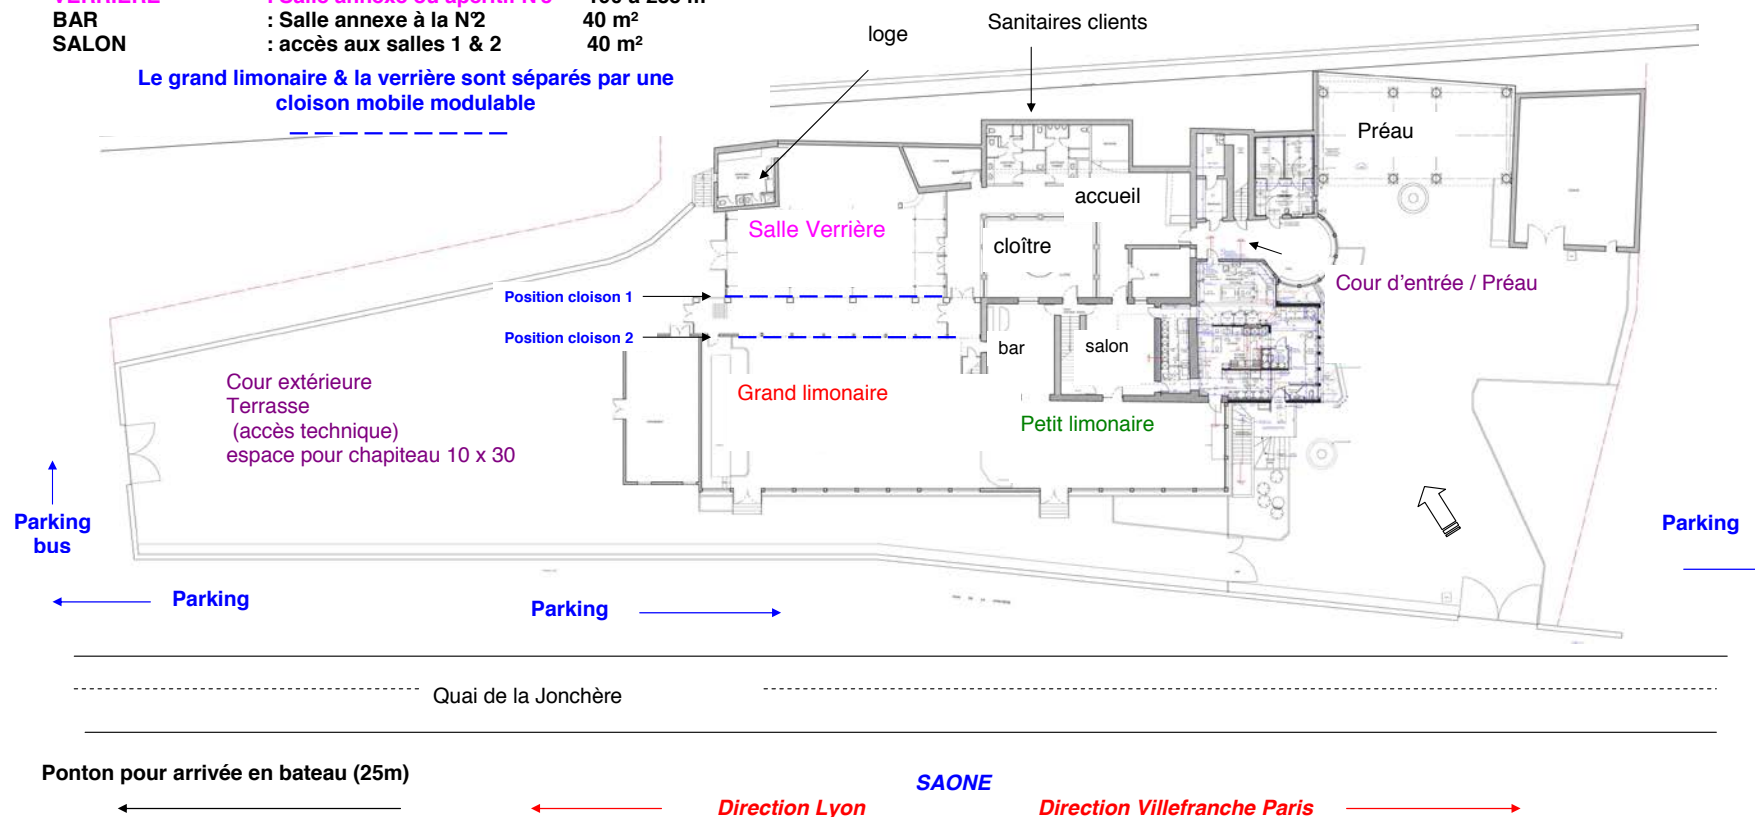 BAR : Salle annexe à la N°2 40 m²
SALON : accès aux salles 1 & 2 40 m²
Le grand limonaire & la verrière sont séparés par une
cloison mobile modulable
loge
Sanitaires clients
Préau
accueil
Salle Verrière
cloître
Cour d'entrée / Préau
Position cloison 1
Position cloison 2
bar
salon
Cour extérieure
Terrasse
(accès technique)
espace pour chapiteau 10 x 30
Grand limonaire
Petit limonaire
Parking
bus
Parking
Parking
Parking
Quai de la Jonchère
Ponton pour arrivée en bateau (25m)
SAONE
Direction Lyon
Direction Villefranche Paris